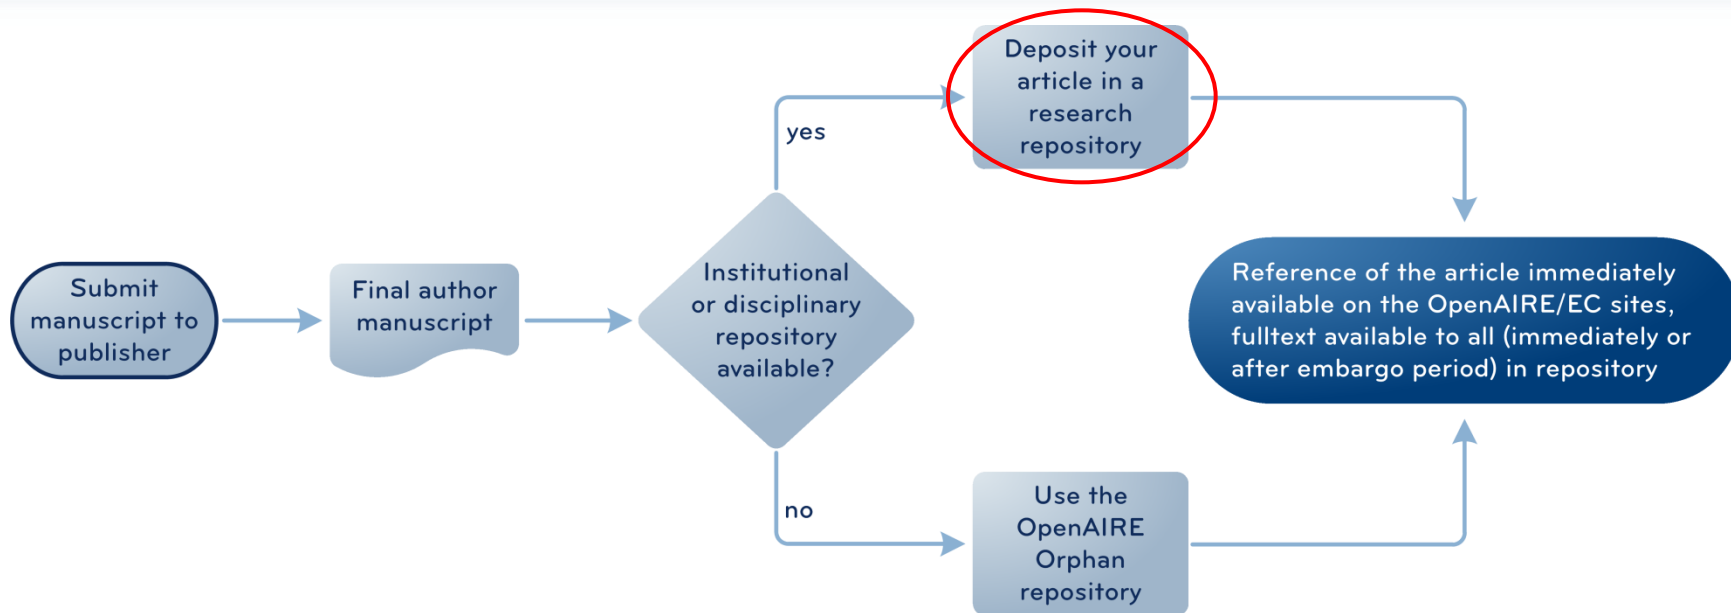 Submit
manuscript to
publisher
Final author
manuscript
Institutional
or disciplinary
repository
available?
yes
Deposit your
article in a
research
repository
no
Use the
OpenAIRE
Orphan
repository
Reference of the article immediately
available on the OpenAIRE/EC sites,
fulltext available to all (immediately or
after embargo period) in repository